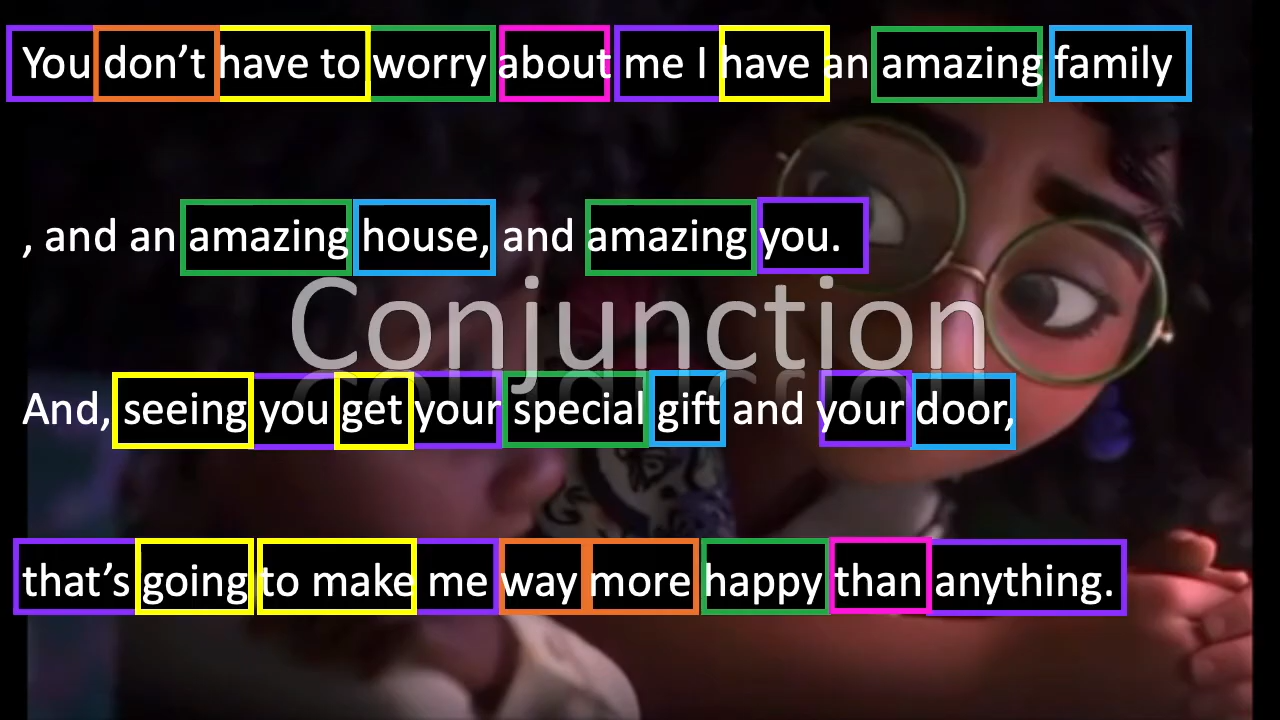 You don’t have to worry about me I have an amazing family
, and an amazing house, and amazing you.
Conjunction
And, seeing you get your special gift and your door,
that’s going to make me way more happy than anything.